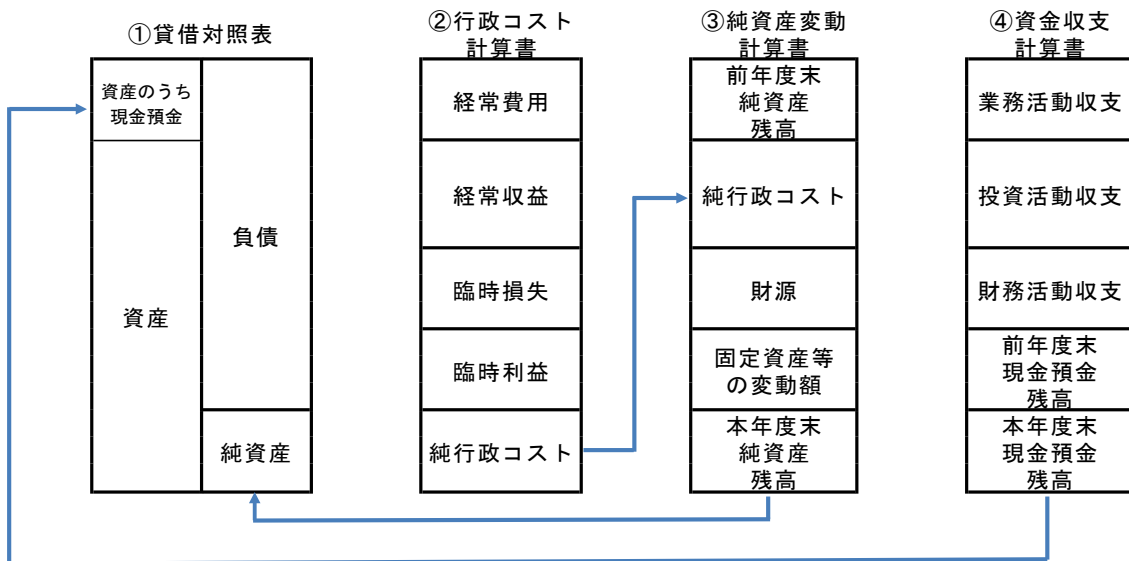 ①貸借対照表
資産のうち
現金預金
資産
負債
純資産
②行政コスト
計算書
経常費用
経常収益
臨時損失
臨時利益
純行政コスト
③純資産変動
計算書
前年度末
純資産
残高
純行政コスト
財源
固定資産等
の変動額
本年度末
純資産
残高
④資金収支
計算書
業務活動収支
投資活動収支
財務活動収支
前年度末
現金預金
残高
本年度末
現金預金
残高